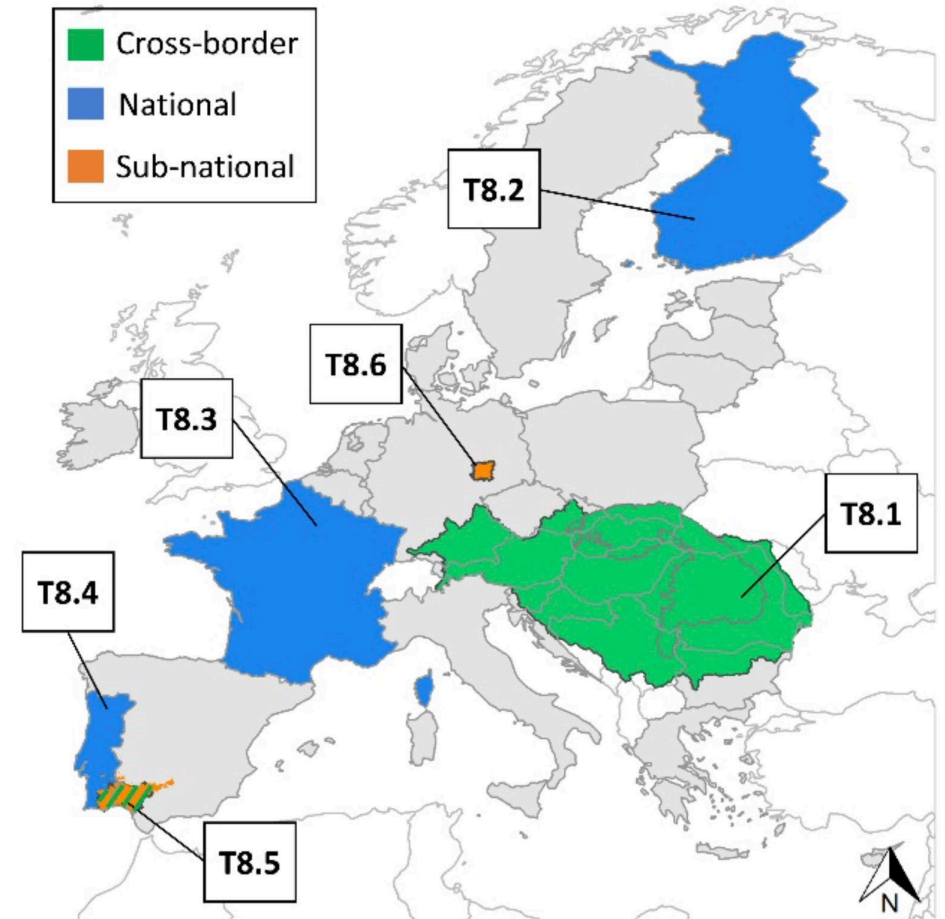 Cross-border
National
Sub-national
T8.2
T8.6
T8.3
T8.1
T8.4
T8.5
N